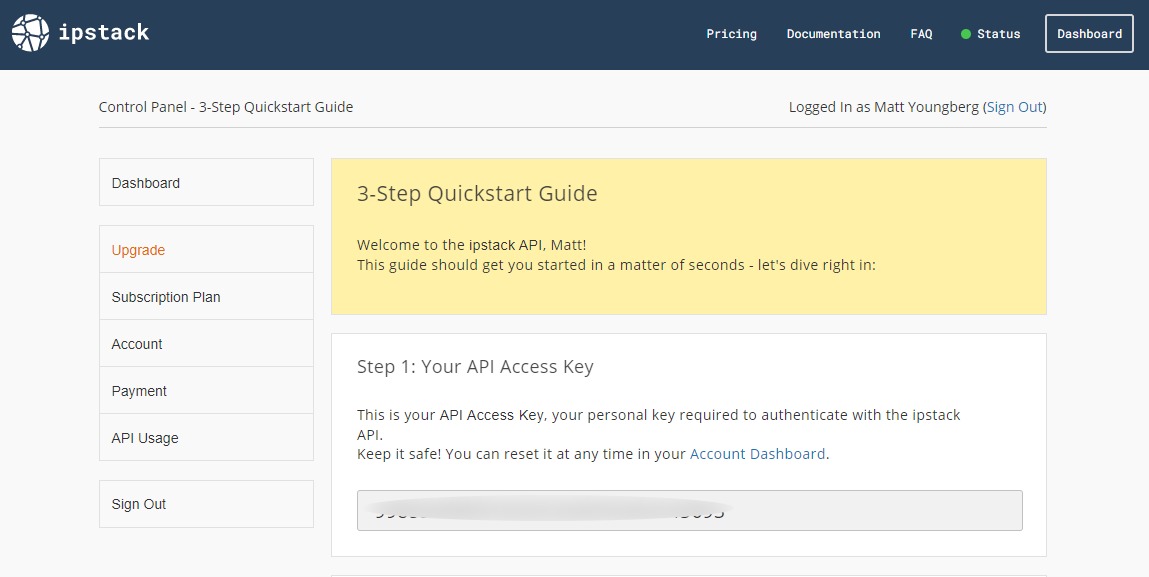 ipstack
Pricing
Documentation
FAQ
Status
Dashboard
Control Panel - 3-Step Quickstart Guide
Logged In as Matt Youngberg (Sign Out)
Dashboard
Upgrade
Subscription Plan
Account
Payment
API Usage
Sign Out
3-Step Quickstart Guide
Welcome to the ipstack API, Matt!
This guide should get you started in a matter of seconds - let's dive right in:
Step 1: Your API Access Key
This is your API Access Key, your personal key required to authenticate with the ipstack
API.
Keep it safe! You can reset it at any time in your Account Dashboard.